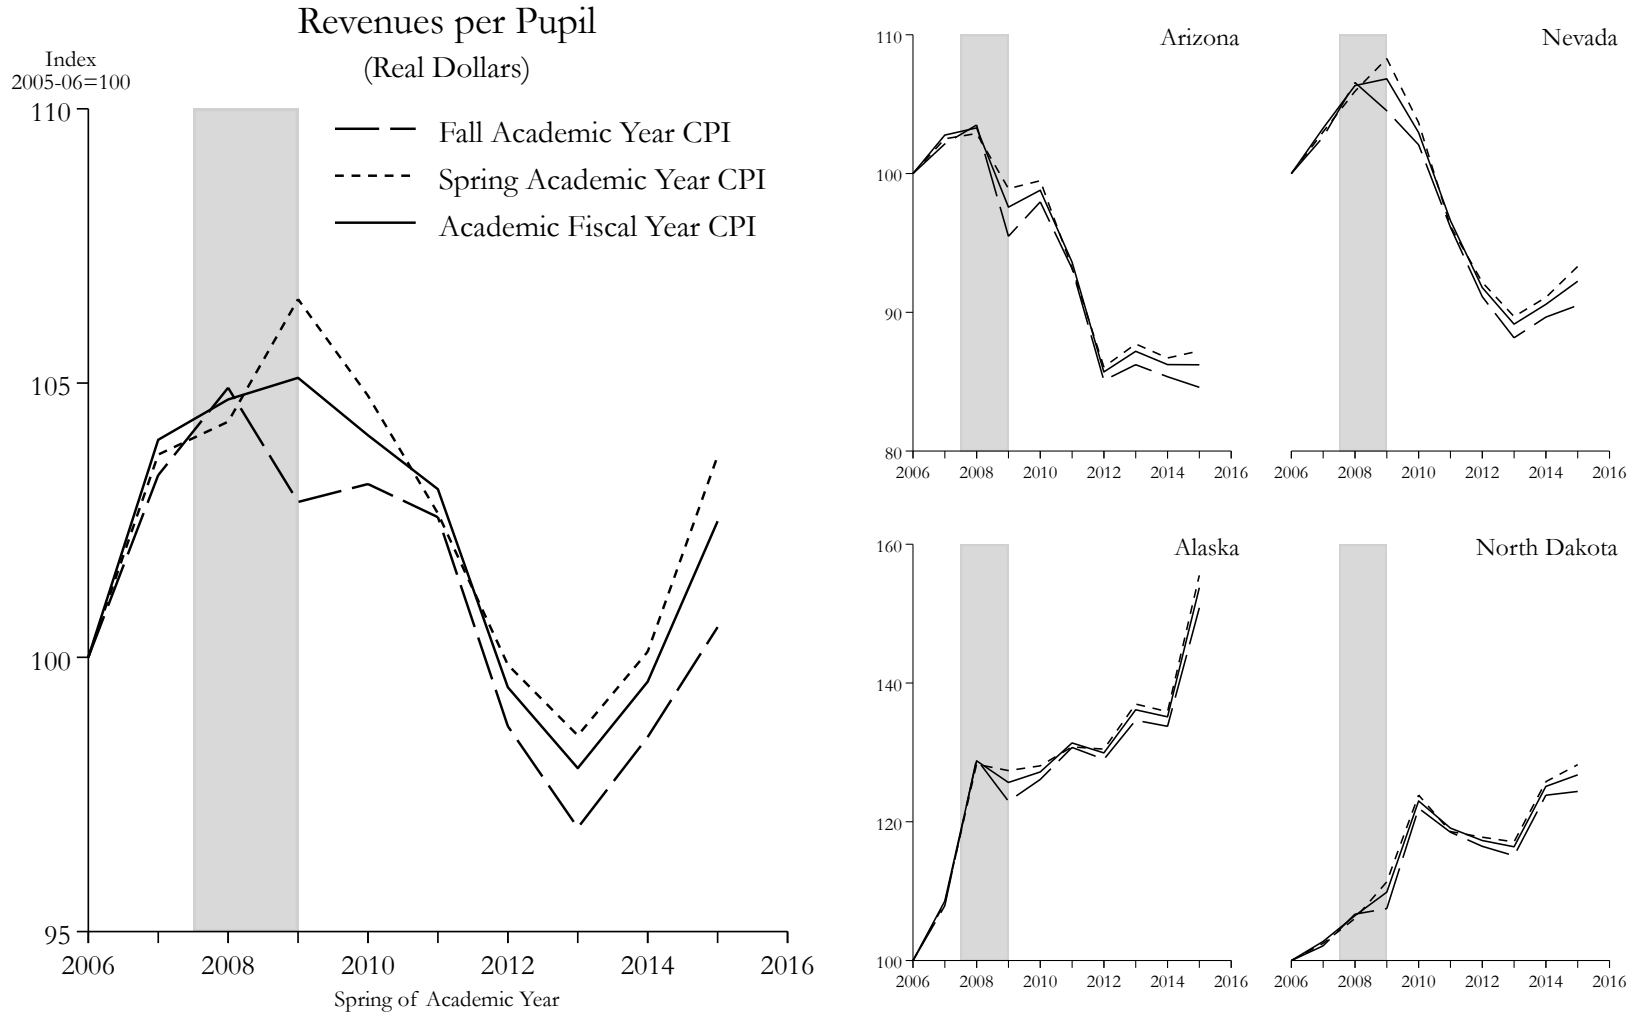 Revenues per Pupil
(Real Dollars)
Index
2005-06=100
110
105
100
95
Fall Academic Year CPI
Spring Academic Year CPI
Academic Fiscal Year CPI
2006 2008 2010 2012 2014 2016
Spring of Academic Year
Arizona
110
100
90
80
2006 2008 2010 2012 2014 2016
Nevada
2006 2008 2010 2012 2014 2016
Alaska
160
140
120
100
2006 2008 2010 2012 2014 2016
North Dakota
2006 2008 2010 2012 2014 2016